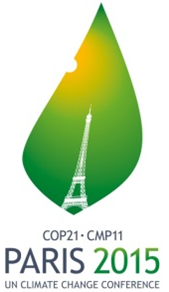 COP21·CMP11
PARIS 2015
UN CLIMATE CHANGE CONFERENCE